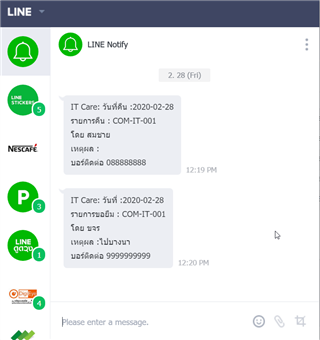 LINE
LINE Notify
2. 28 (Fri)
LINE
STICKERS
5
NESCAFÉ
P
3
LINE
ดูดวง
1
4
IT Care: วันที่คืน :2020-02-28
รายการคืน : COM-IT-001
โดย สมชาย
เหตุผล :
เบอร์ติดต่อ 088888888
12:19 PM
IT Care: วันที่ :2020-02-28
รายการขอยืม : COM-IT-001
โดย ขจร
เหตุผล :ไปบางนา
เบอร์ติดต่อ 9999999999
12:20 PM
Please enter a message.